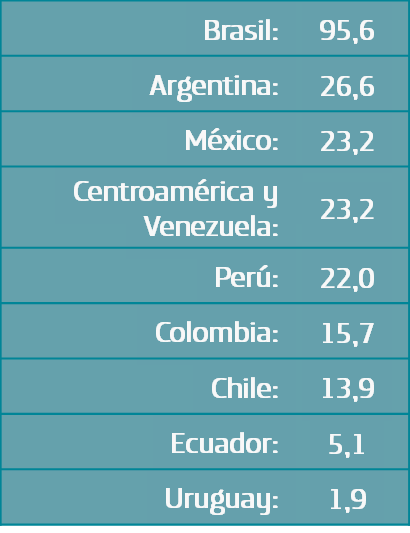 Brasil: 95,6
Argentina: 26,6
México: 23,2
Centroamérica y
Venezuela: 23,2
Perú: 22,0
Colombia: 15,7
Chile: 13,9
Ecuador: 5,1
Uruguay: 1,9